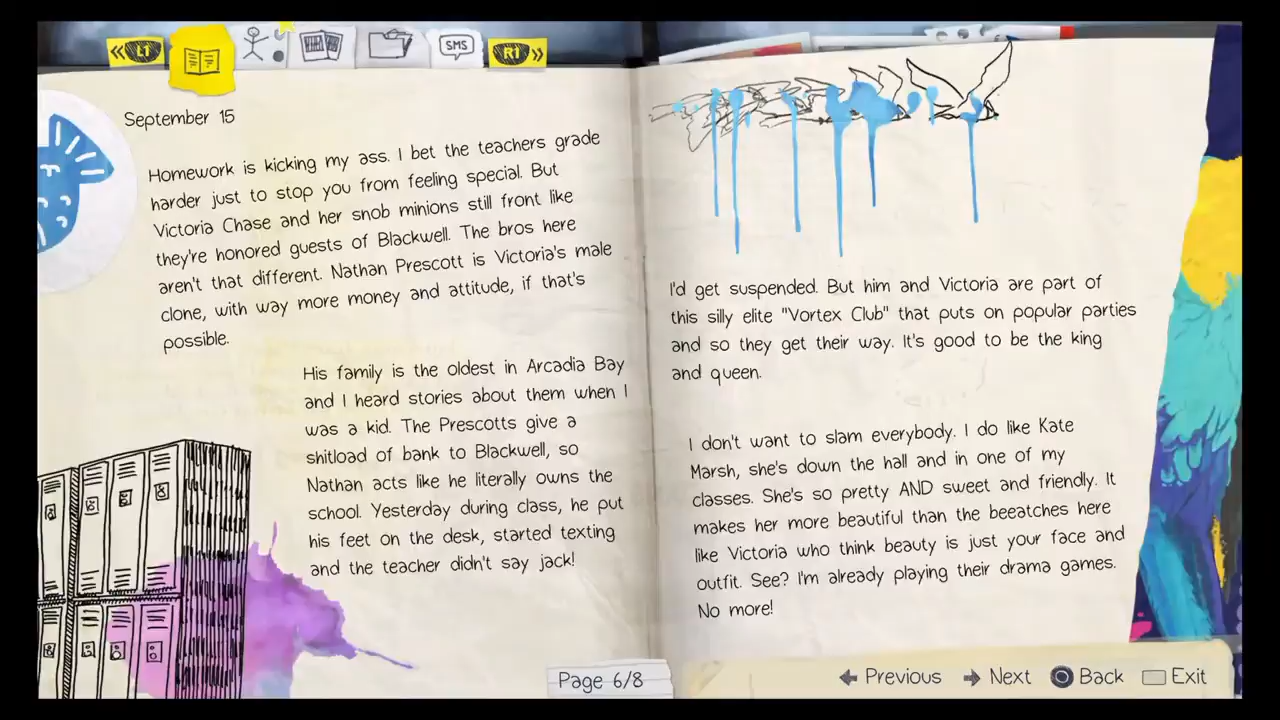 L1
SMS
R1
September 15
Homework is kicking my ass. I bet the teachers grade
harder just to stop you from feeling special. But
Victoria Chase and her snob minions still front like
they're honored guests of Blackwell. The bros here
aren't that different. Nathan Prescott is Victoria's male
clone, with way more money and attitude, if that's
possible.
His family is the oldest in Arcadia Bay
and I heard stories about them when I
was a kid. The Prescotts give a
shitload of bank to Blackwell, so
Nathan acts like he literally owns the
school. Yesterday during class, he put
his feet on the desk, started texting
and the teacher didn't say jack!
I'd get suspended. But him and Victoria are part of
this silly elite "Vortex Club" that puts on popular parties
and so they get their way. It's good to be the king
and queen.
I don't want to slam everybody. I do like Kate
Marsh, she's down the hall and in one of my
classes. She's so pretty AND sweet and friendly. It
makes her more beautiful than the beeatches here
like Victoria who think beauty is just your face and
outfit. See? I'm already playing their drama games.
No more!
Page 6/8
Previous
Next
Back
Exit